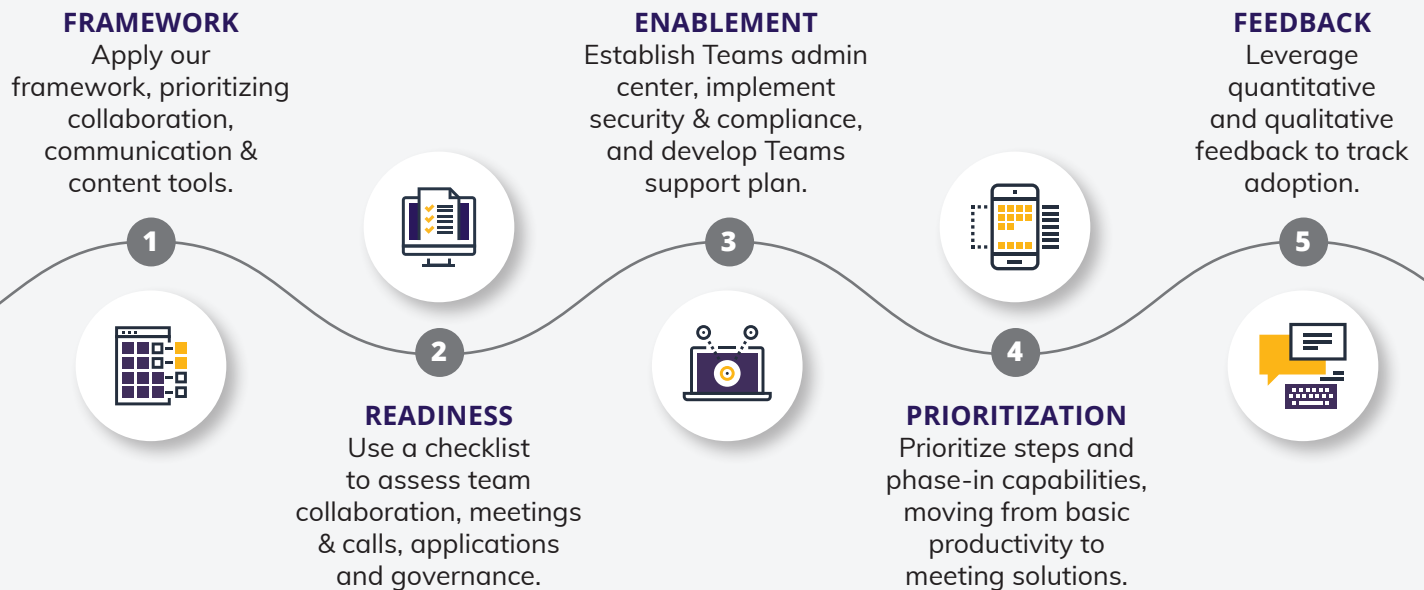 FRAMEWORK
Apply our
framework, prioritizing
collaboration,
communication &
content tools.
1
2
READINESS
Use a checklist
to assess team
collaboration, meetings
& calls, applications
and governance.
ENABLEMENT
Establish Teams admin
center, implement
security & compliance,
and develop Teams
support plan.
3
4
PRIORITIZATION
Prioritize steps and
phase-in capabilities,
moving from basic
productivity to
meeting solutions.
FEEDBACK
Leverage
quantitative
and qualitative
feedback to track
adoption.
5